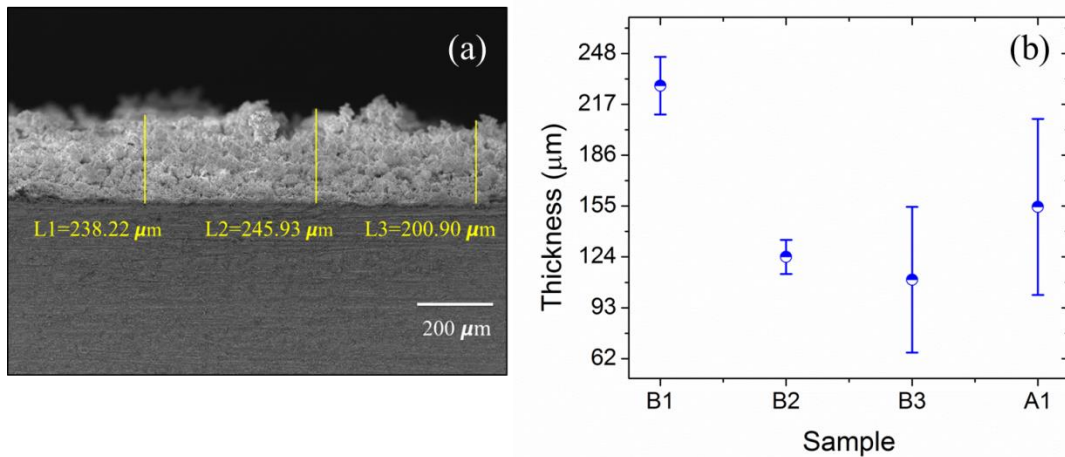 (a)
L1=238.22 μm L2=245.93 μm L3=200.90 μm
200 μm
(b)
Thickness (μm)
248
217
186
155
124
93
62
B1 B2 B3 A1
Sample